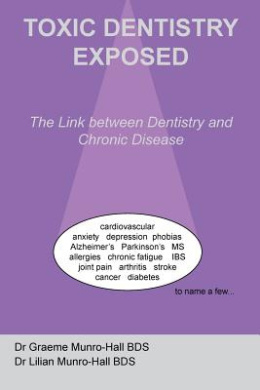 TOXIC DENTISTRY
EXPOSED
The Link between Dentistry and
Chronic Disease
cardiovascular
anxiety depression phobias
Alzheimer's Parkinson's MS
allergies chronic fatigue IBS
joint pain arthritis stroke
cancer diabetes
to name a few...
Dr Graeme Munro-Hall BDS
Dr Lilian Munro-Hall BDS